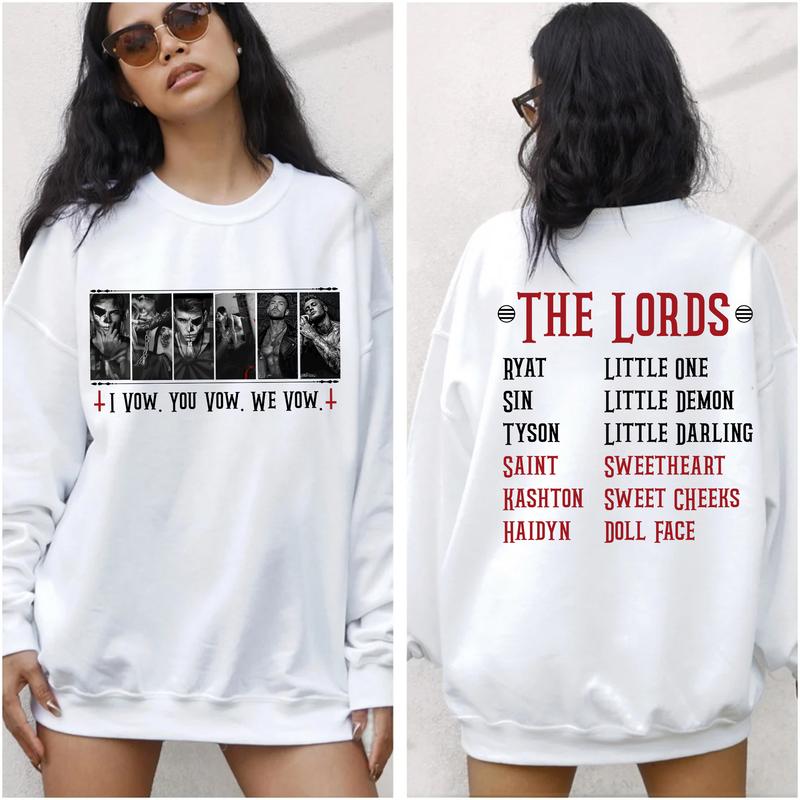 I VOW. YOU VOW. WE VOW.
THE LORDS
RYAT LITTLE ONE
SIN LITTLE DEMON
TYSON LITTLE DARLING
SAINT SWEETHEART
KASHTON SWEET CHEEKS
HAIDYN DOLL FACE